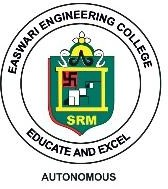 EASWARI ENGINEERING COLLEGE
SRM
EDUCATE AND EXCEL
AUTONOMOUS